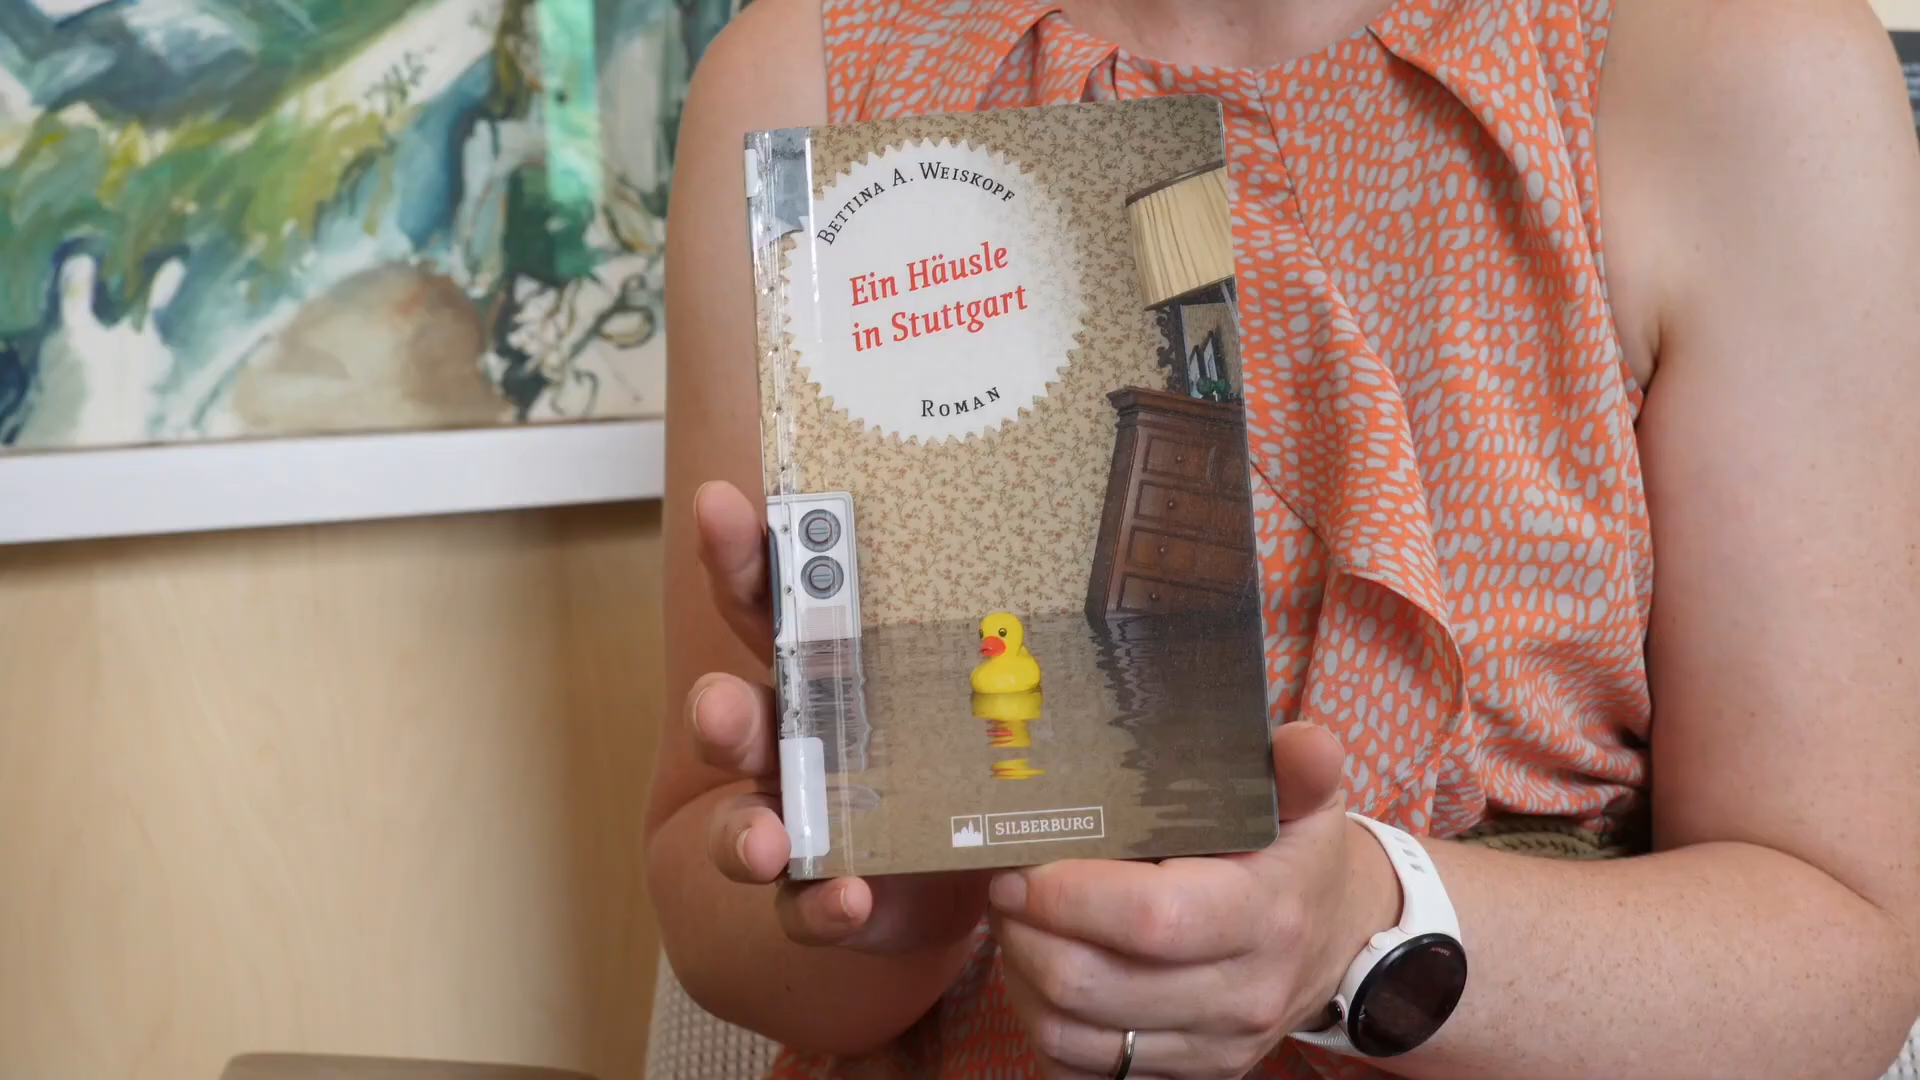 BETTINA A. WEISKOPF
Ein Häusle
in Stuttgart
ROMAN
SILBERBURG